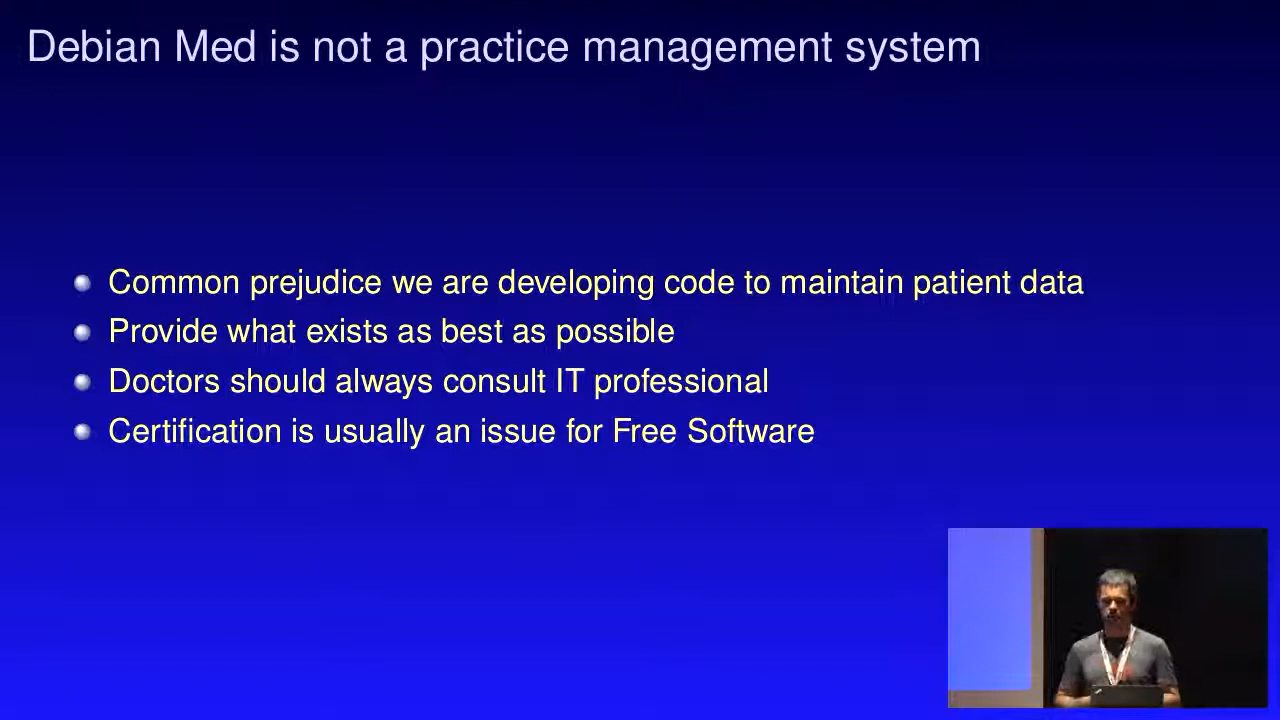 Debian Med is not a practice management system
Common prejudice we are developing code to maintain patient data
Provide what exists as best as possible
Doctors should always consult IT professional
Certification is usually an issue for Free Software